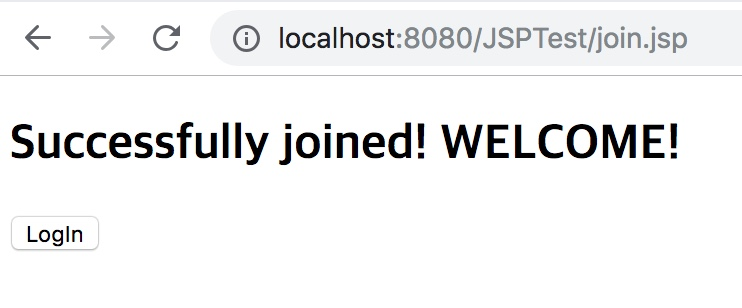 localhost:8080/JSPTest/join.jsp
Successfully joined! WELCOME!
LogIn